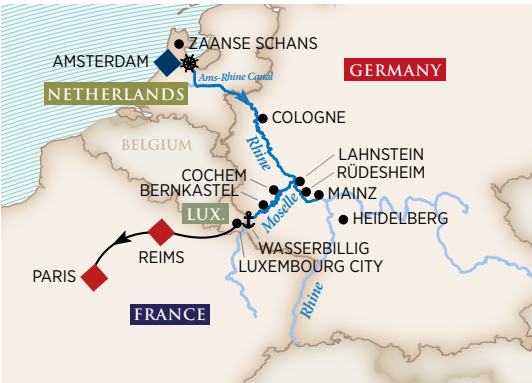 ZAANSE SCHANS
AMSTERDAM
Ams-Rhine Canal
GERMANY
NETHERLANDS
COLOGNE
BELGIUM
Rhine
LAHNSTEIN
RÜDESHEIM
COCHEM
BERNKASTEL
MAINZ
Moselle
LUX.
HEIDELBERG
WASSERBILLIG
REIMS
LUXEMBOURG CITY
PARIS
Rhine
FRANCE